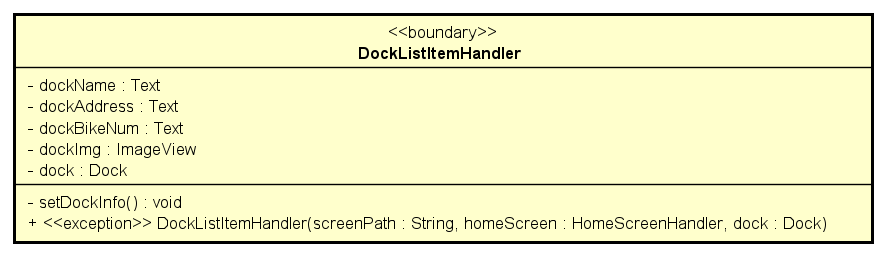 <<boundary>>
DockListItemHandler
- dockName : Text
- dockAddress : Text
- dockBikeNum : Text
- dockImg : ImageView
- dock : Dock
- setDockInfo() : void
+ <<exception>> DockListItemHandler(screenPath : String, homeScreen : HomeScreenHandler, dock : Dock)